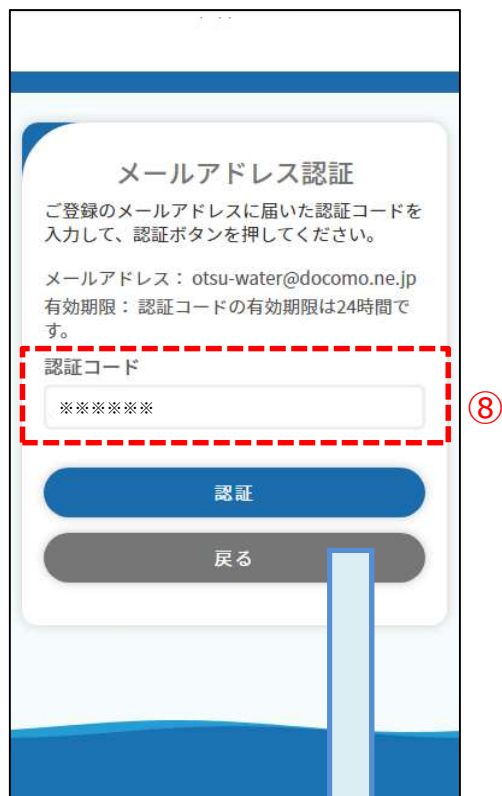 メールアドレス認証
ご登録のメールアドレスに届いた認証コードを
入力して、認証ボタンを押してください。
メールアドレス： otsu-water@docomo.ne.jp
有効期限： 認証コードの有効期限は24時間で
す。
認証コード
※※※※※※
⑧
認証
戻る